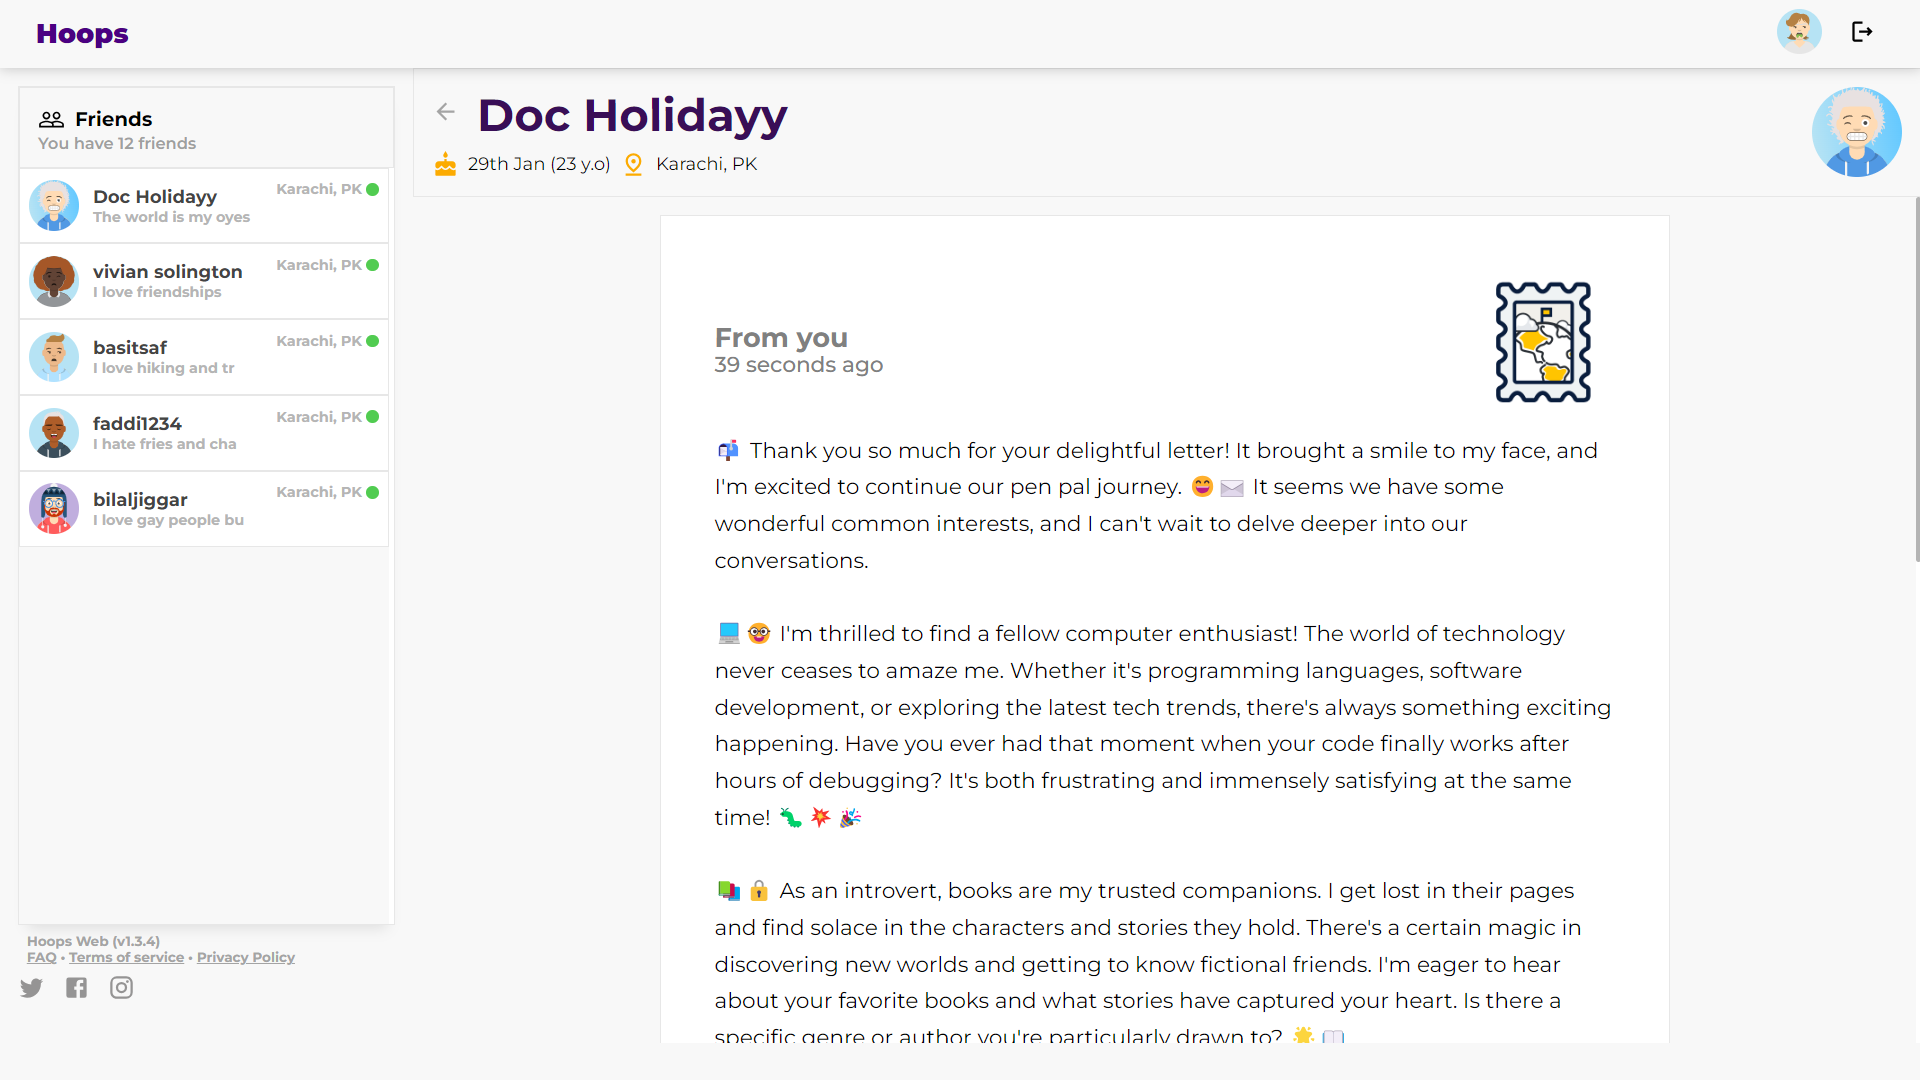 Hoops
Friends
You have 12 friends
Doc Holidayy
Karachi, PK
The world is my oyes
vivian solington
Karachi, PK
I love friendships
basitsaf
Karachi, PK
I love hiking and tr
faddi1234
Karachi, PK
I hate fries and cha
bilaljiggar
Karachi, PK
I love gay people bu
Hoops Web (v1.3.4)
FAQ • Terms of service • Privacy Policy
Doc Holidayy
29th Jan (23 y.o) Karachi, PK
From you
39 seconds ago
📬 Thank you so much for your delightful letter! It brought a smile to my face, and
I'm excited to continue our pen pal journey. 😄 ✉️ It seems we have some
wonderful common interests, and I can't wait to delve deeper into our
conversations.
💻 🤓 I'm thrilled to find a fellow computer enthusiast! The world of technology
never ceases to amaze me. Whether it's programming languages, software
development, or exploring the latest tech trends, there's always something exciting
happening. Have you ever had that moment when your code finally works after
hours of debugging? It's both frustrating and immensely satisfying at the same
time! 🐛 💥 🎉
📚 🔒 As an introvert, books are my trusted companions. I get lost in their pages
and find solace in the characters and stories they hold. There's a certain magic in
discovering new worlds and getting to know fictional friends. I'm eager to hear
about your favorite books and what stories have captured your heart. Is there a
specific genre or author you're particularly drawn to? 🌟 📖